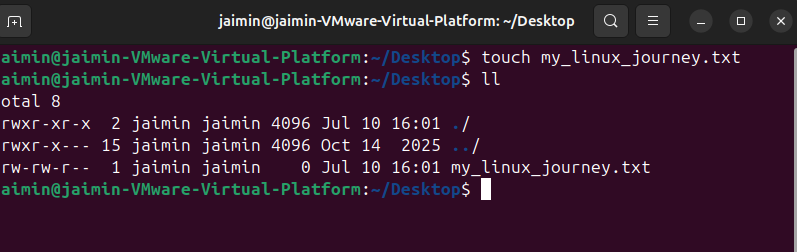 jaimin@jaimin-VMware-Virtual-Platform: ~/Desktop
aimin@jaimin-VMware-Virtual-Platform:~/Desktop$ touch my_linux_journey.txt
aimin@jaimin-VMware-Virtual-Platform:~/Desktop$ ll
otal 8
rwxr-xr-x  2 jaimin jaimin 4096 Jul 10 16:01 ./
rwxr-x--- 15 jaimin jaimin 4096 Oct 14  2025 ../
rw-rw-r--  1 jaimin jaimin    0 Jul 10 16:01 my_linux_journey.txt
aimin@jaimin-VMware-Virtual-Platform:~/Desktop$